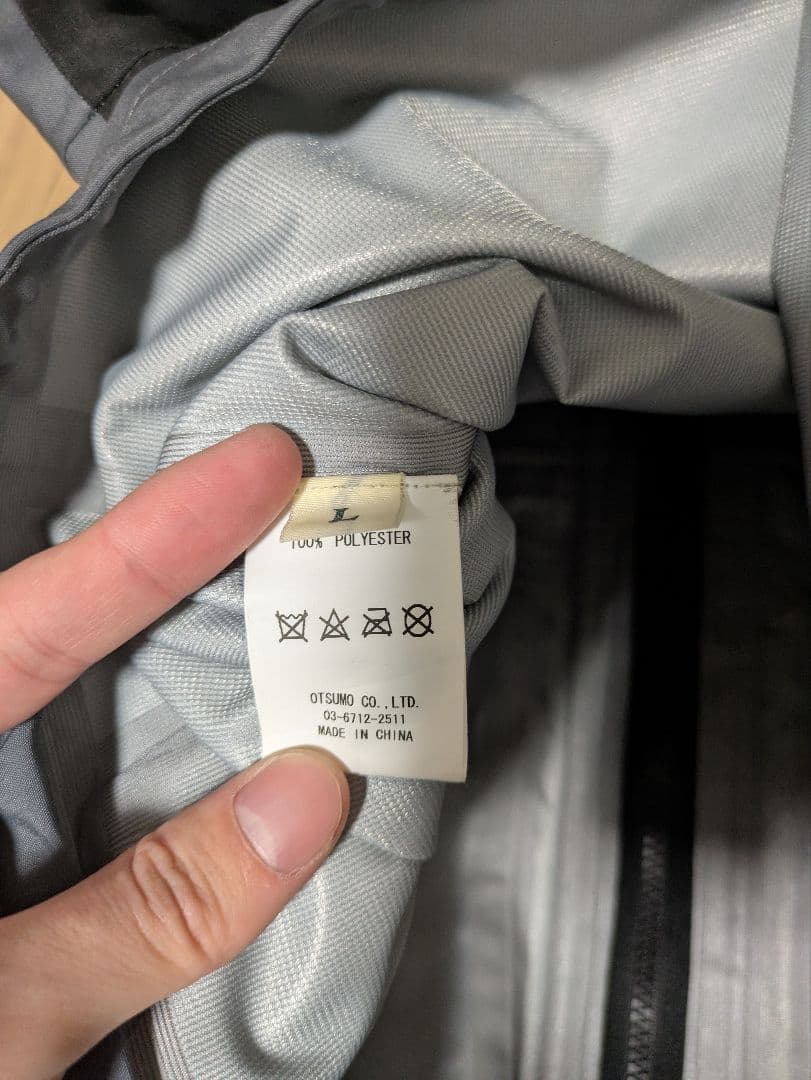 L
100% POLYESTER
OTSUMO CO.,LTD.
03-6712-2511
MADE IN CHINA